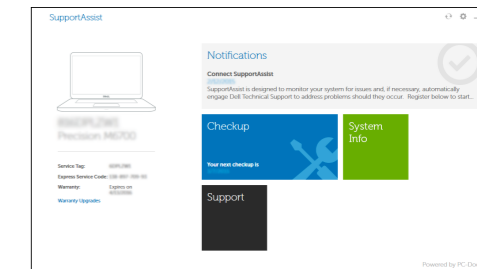 SupportAssist
Notifications
Connect SupportAssist
SupportAssist is designed to monitor your system for issues and, if necessary, automatically
engage Dell Technical Support to address problems should they occur. Register below to start...
Precision M6700
Checkup
Your next checkup is
System
Info
Service Tag:
Express Service Code:
Warranty:
Expires on
Warranty Upgrades
Support
Powered by PC-Doc